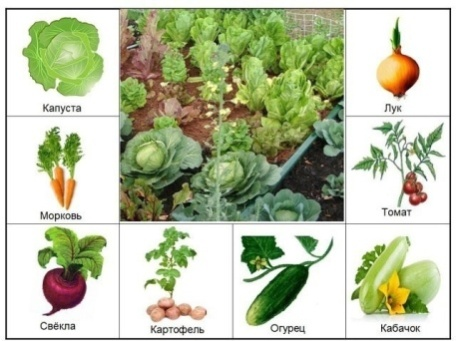 Капуста
Лук
Морковь
Томат
Свёкла
Картофель
Огурец
Кабачок